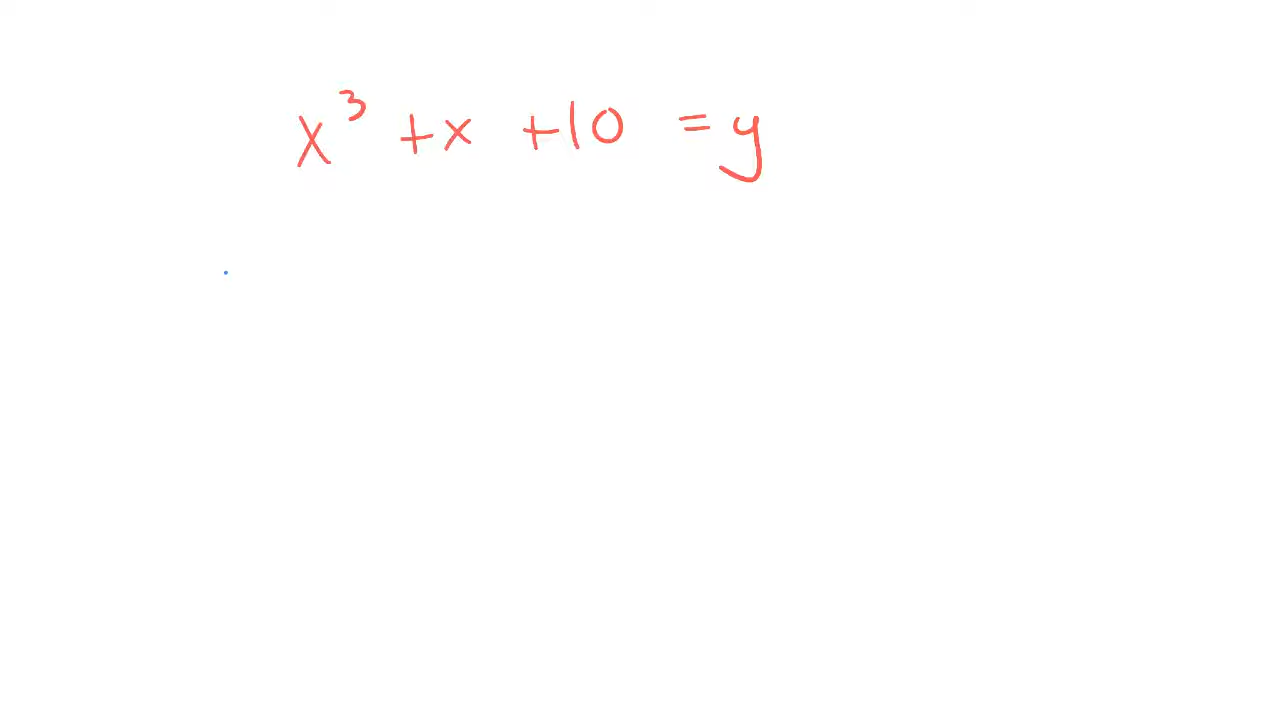 x³ + x + 10 = y